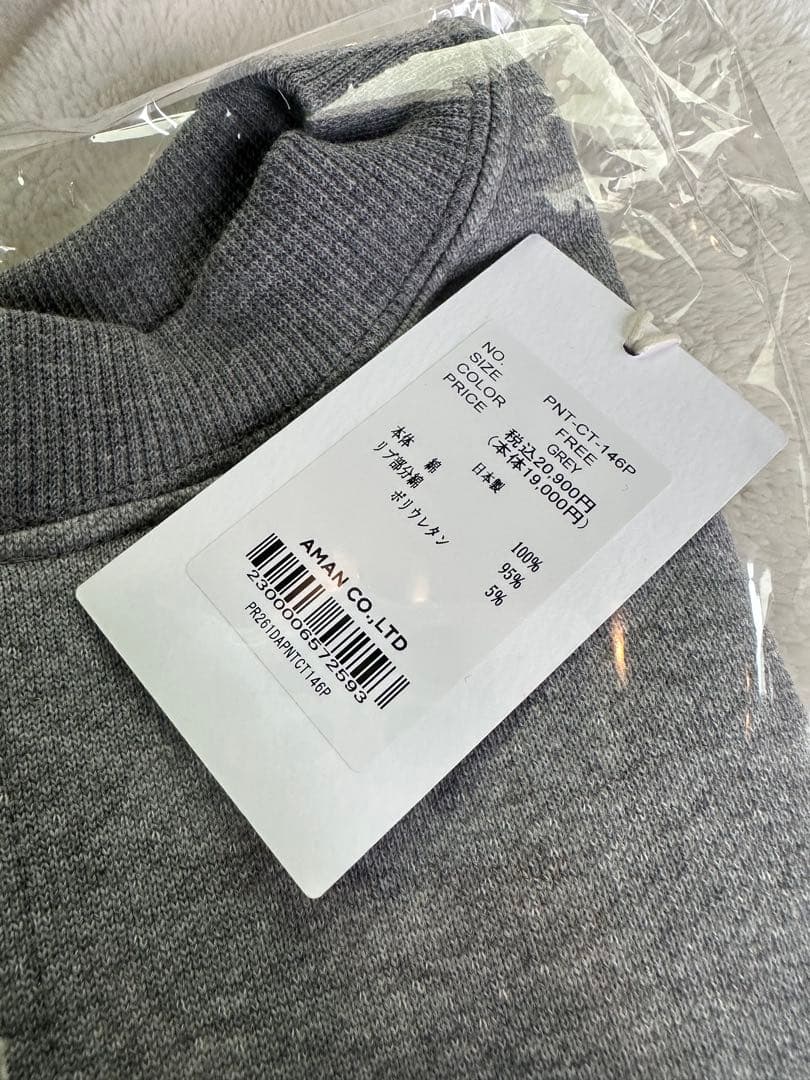 NO. PNT-CT-146P
SIZE FREE
COLOR GREY
PRICE 税込20,900円
(本体19,000円)
日本製
本体 綿 100%
リブ部分綿 95%
ポリウレタン 5%
AMAN CO.,LTD
2300006572593
PR261DAPNTCT146P